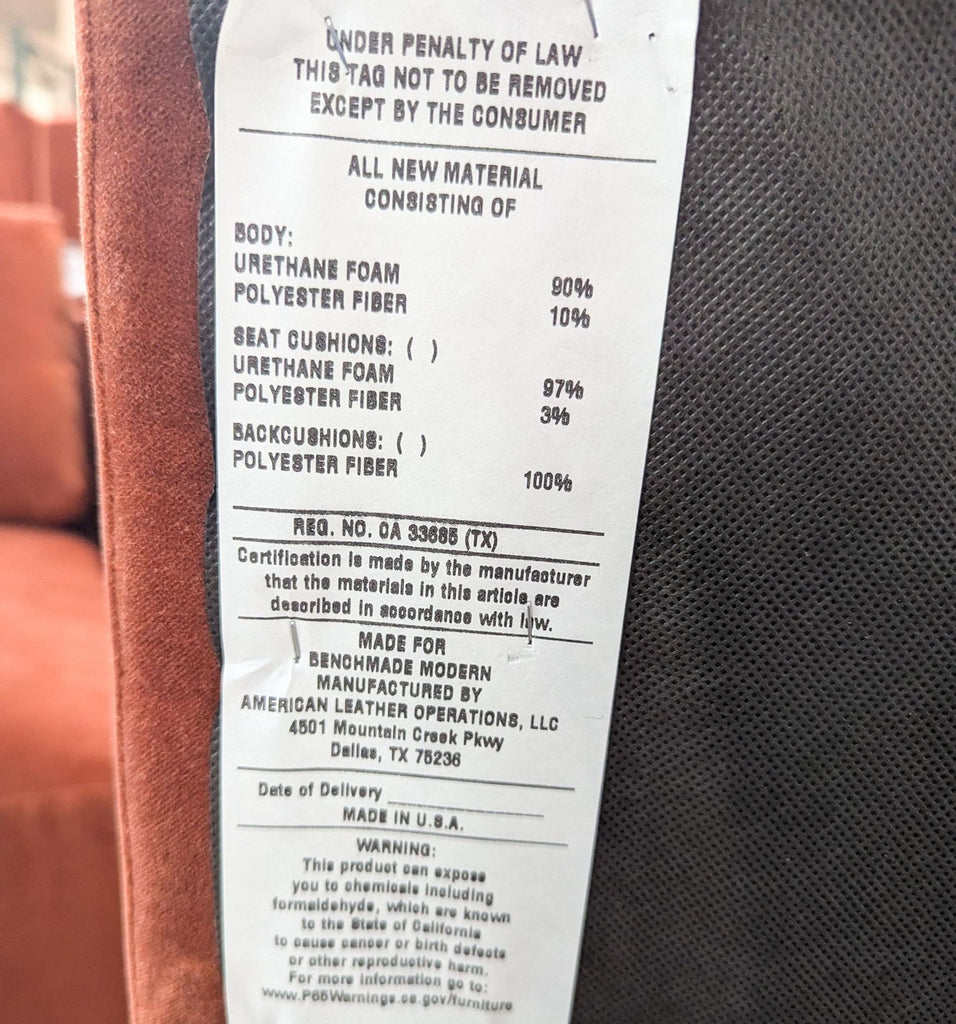 UNDER PENALTY OF LAW
THIS TAG NOT TO BE REMOVED
EXCEPT BY THE CONSUMER
ALL NEW MATERIAL
CONSISTING OF
BODY:
URETHANE FOAM 90%
POLYESTER FIBER 10%
SEAT CUSHIONS: ( )
URETHANE FOAM 97%
POLYESTER FIBER 3%
BACKCUSHIONS: ( )
POLYESTER FIBER 100%
REG. NO. CA (TX)
Certification is made by the manufacturer
that the materials in this article are
described in accordance with law.
MADE FOR
BENCHMADE MODERN
MANUFACTURED BY
AMERICAN LEATHER OPERATIONS, LLC
4501 Mountain Creek Pkwy
Dallas, TX 75236
Date of Delivery
MADE IN U.S.A.
WARNING:
This product can expose
you to chemicals including
formaldehyde, which are known
to the State of California
to cause cancer or birth defects
or other reproductive harm.
For more information go to:
www.P65Warnings.ca.gov/furniture